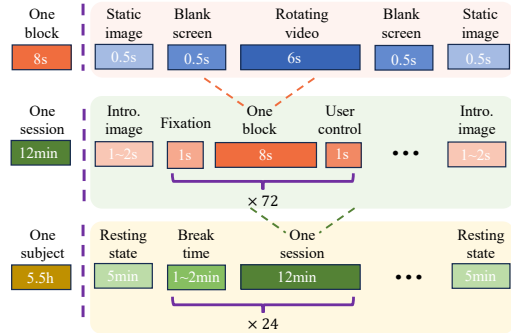 One block
Static image
Blank screen
Rotating video
Blank screen
Static image
8s
0.5s
0.5s
6s
0.5s
0.5s
One session
Intro. image
Fixation
One block
User control
Intro. image
12min
1~2s
1s
8s
1s
•••
1~2s
× 72
One subject
Resting state
Break time
One session
Resting state
5.5h
5min
1~2min
12min
•••
5min
× 24